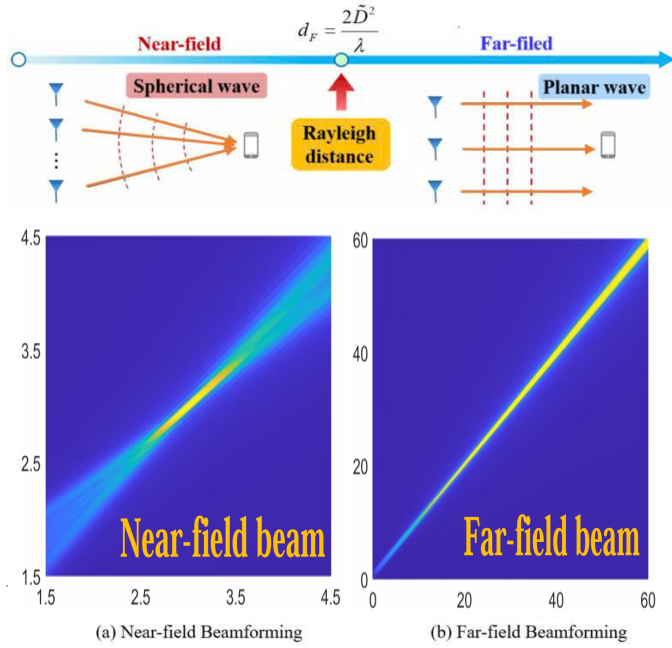 d_F = 2D̃² / λ
Near-field
Far-filed
Spherical wave
Planar wave
Rayleigh
distance
4.5
3.5
2.5
1.5
1.5 2.5 3.5 4.5
Near-field beam
(a) Near-field Beamforming
60
40
20
0
0 20 40 60
Far-field beam
(b) Far-field Beamforming